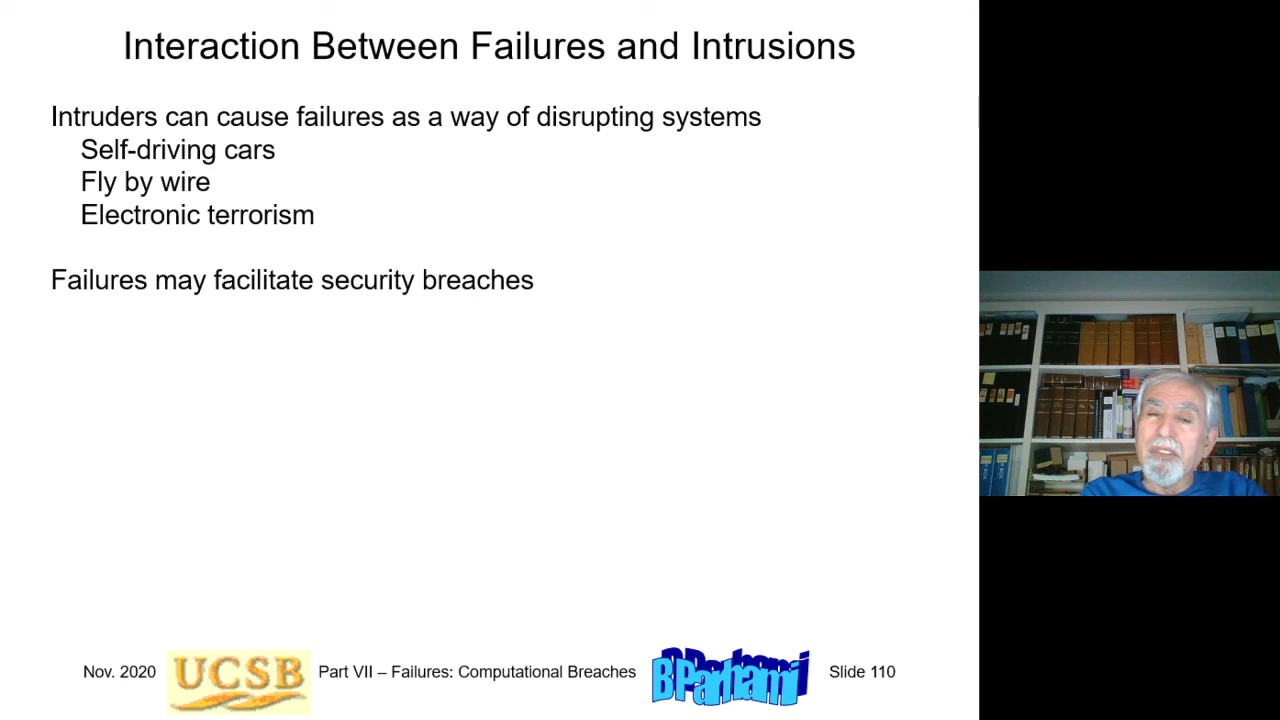 Interaction Between Failures and Intrusions
Intruders can cause failures as a way of disrupting systems
Self-driving cars
Fly by wire
Electronic terrorism
Failures may facilitate security breaches
Nov. 2020
UCSB
Part VII – Failures: Computational Breaches
B Parhami
Slide 110